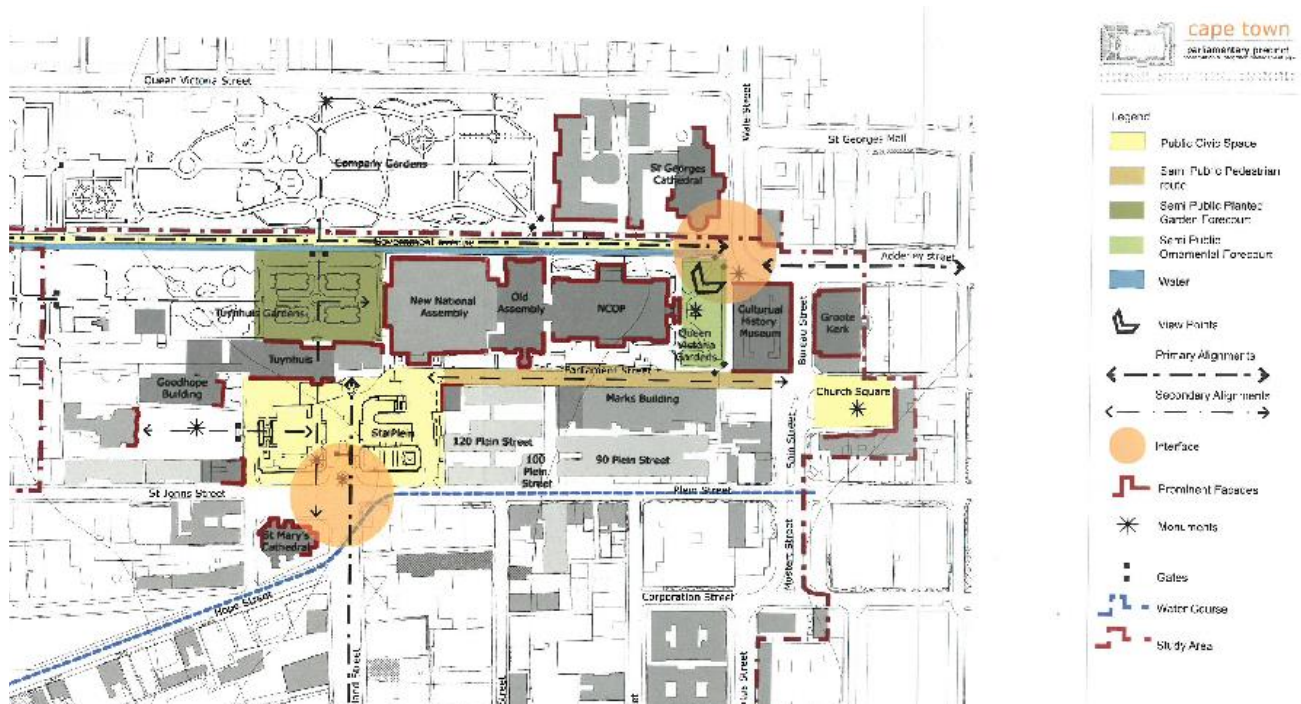 Queen Victoria Street
Wale Street
St Georges Mall
Company Gardens
St Georges
Cathedral
Government Avenue
Adderley street
New National
Assembly
Old
Assembly
NCOP
Cultural
History
Museum
Groote
Kerk
Bureau Street
Tuynhuis Gardens
Queen
Victoria
Gardens
Tuynhuis
Parliament Street
Goodhope
Building
Church Square
Marks Building
Stalplein
120 Plein Street
100
Plein
Street
90 Plein Street
Spin Street
St Johns Street
Plein Street
St Mary's
Cathedral
Mostert Street
Hope Street
Corporation Street
cape town
parliamentary precinct
Legend
Public Civic Space
Semi Public Pedestrian
route
Semi Public Planted
Garden Forecourt
Semi Public
Ornamental Forecourt
Water
View Points
Primary Alignments
Secondary Alignments
Interface
Prominent Facades
Monuments
Gates
Water Course
Study Area